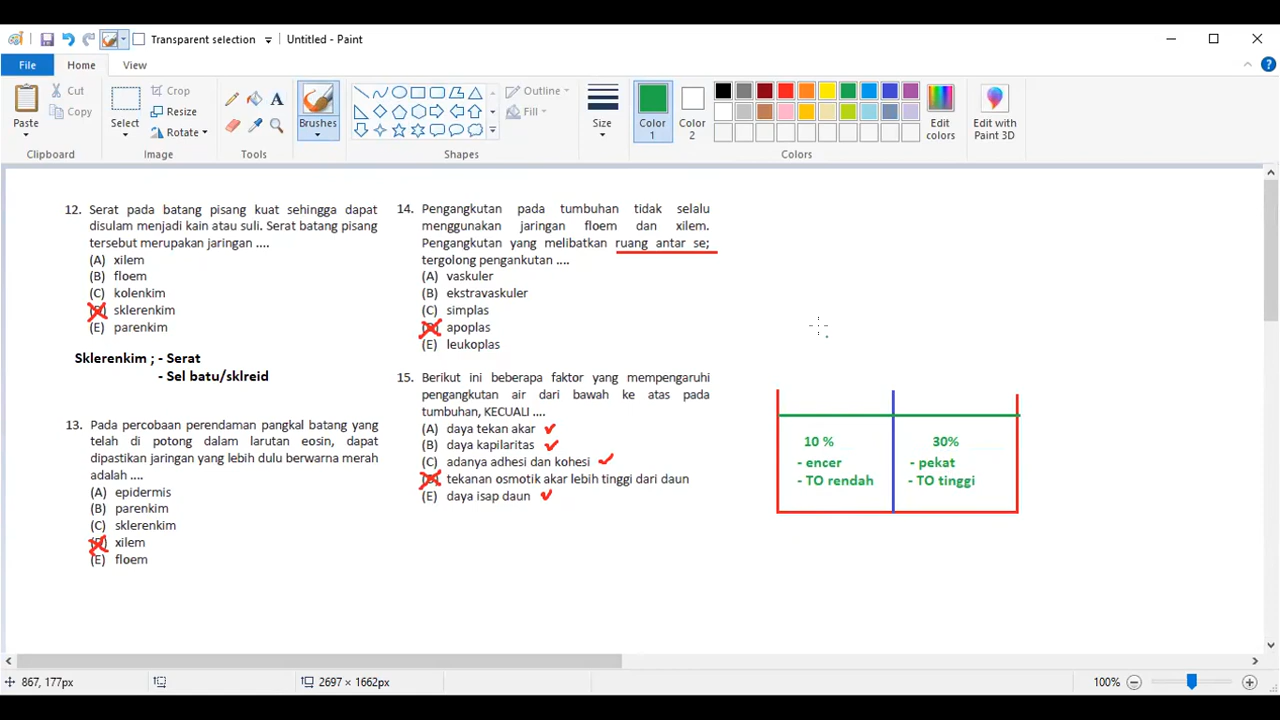 Transparent selection
Untitled - Paint
File
Home
View
Paste
Cut
Copy
Clipboard
Select
Crop
Resize
Rotate
Image
A
Tools
Brushes
Outline
Fill
Shapes
Size
Color 1
Color 2
Edit colors
Colors
Edit with Paint 3D
12. Serat pada batang pisang kuat sehingga dapat
disulam menjadi kain atau suli. Serat batang pisang
tersebut merupakan jaringan ....
(A) xilem
(B) floem
(C) kolenkim
(D) sklerenkim
(E) parenkim
Sklerenkim ; - Serat
- Sel batu/sklreid
13. Pada percobaan perendaman pangkal batang yang
telah di potong dalam larutan eosin, dapat
dipastikan jaringan yang lebih dulu berwarna merah
adalah ....
(A) epidermis
(B) parenkim
(C) sklerenkim
(D) xilem
(E) floem
14. Pengangkutan pada tumbuhan tidak selalu
menggunakan jaringan floem dan xilem.
Pengangkutan yang melibatkan ruang antar se;
tergolong pengankutan ....
(A) vaskuler
(B) ekstravaskuler
(C) simplas
(D) apoplas
(E) leukoplas
15. Berikut ini beberapa faktor yang mempengaruhi
pengangkutan air dari bawah ke atas pada
tumbuhan, KECUALI ....
(A) daya tekan akar
(B) daya kapilaritas
(C) adanya adhesi dan kohesi
(D) tekanan osmotik akar lebih tinggi dari daun
(E) daya isap daun
10 %
- encer
- TO rendah
30%
- pekat
- TO tinggi
867, 177px
2697 × 1662px
100%